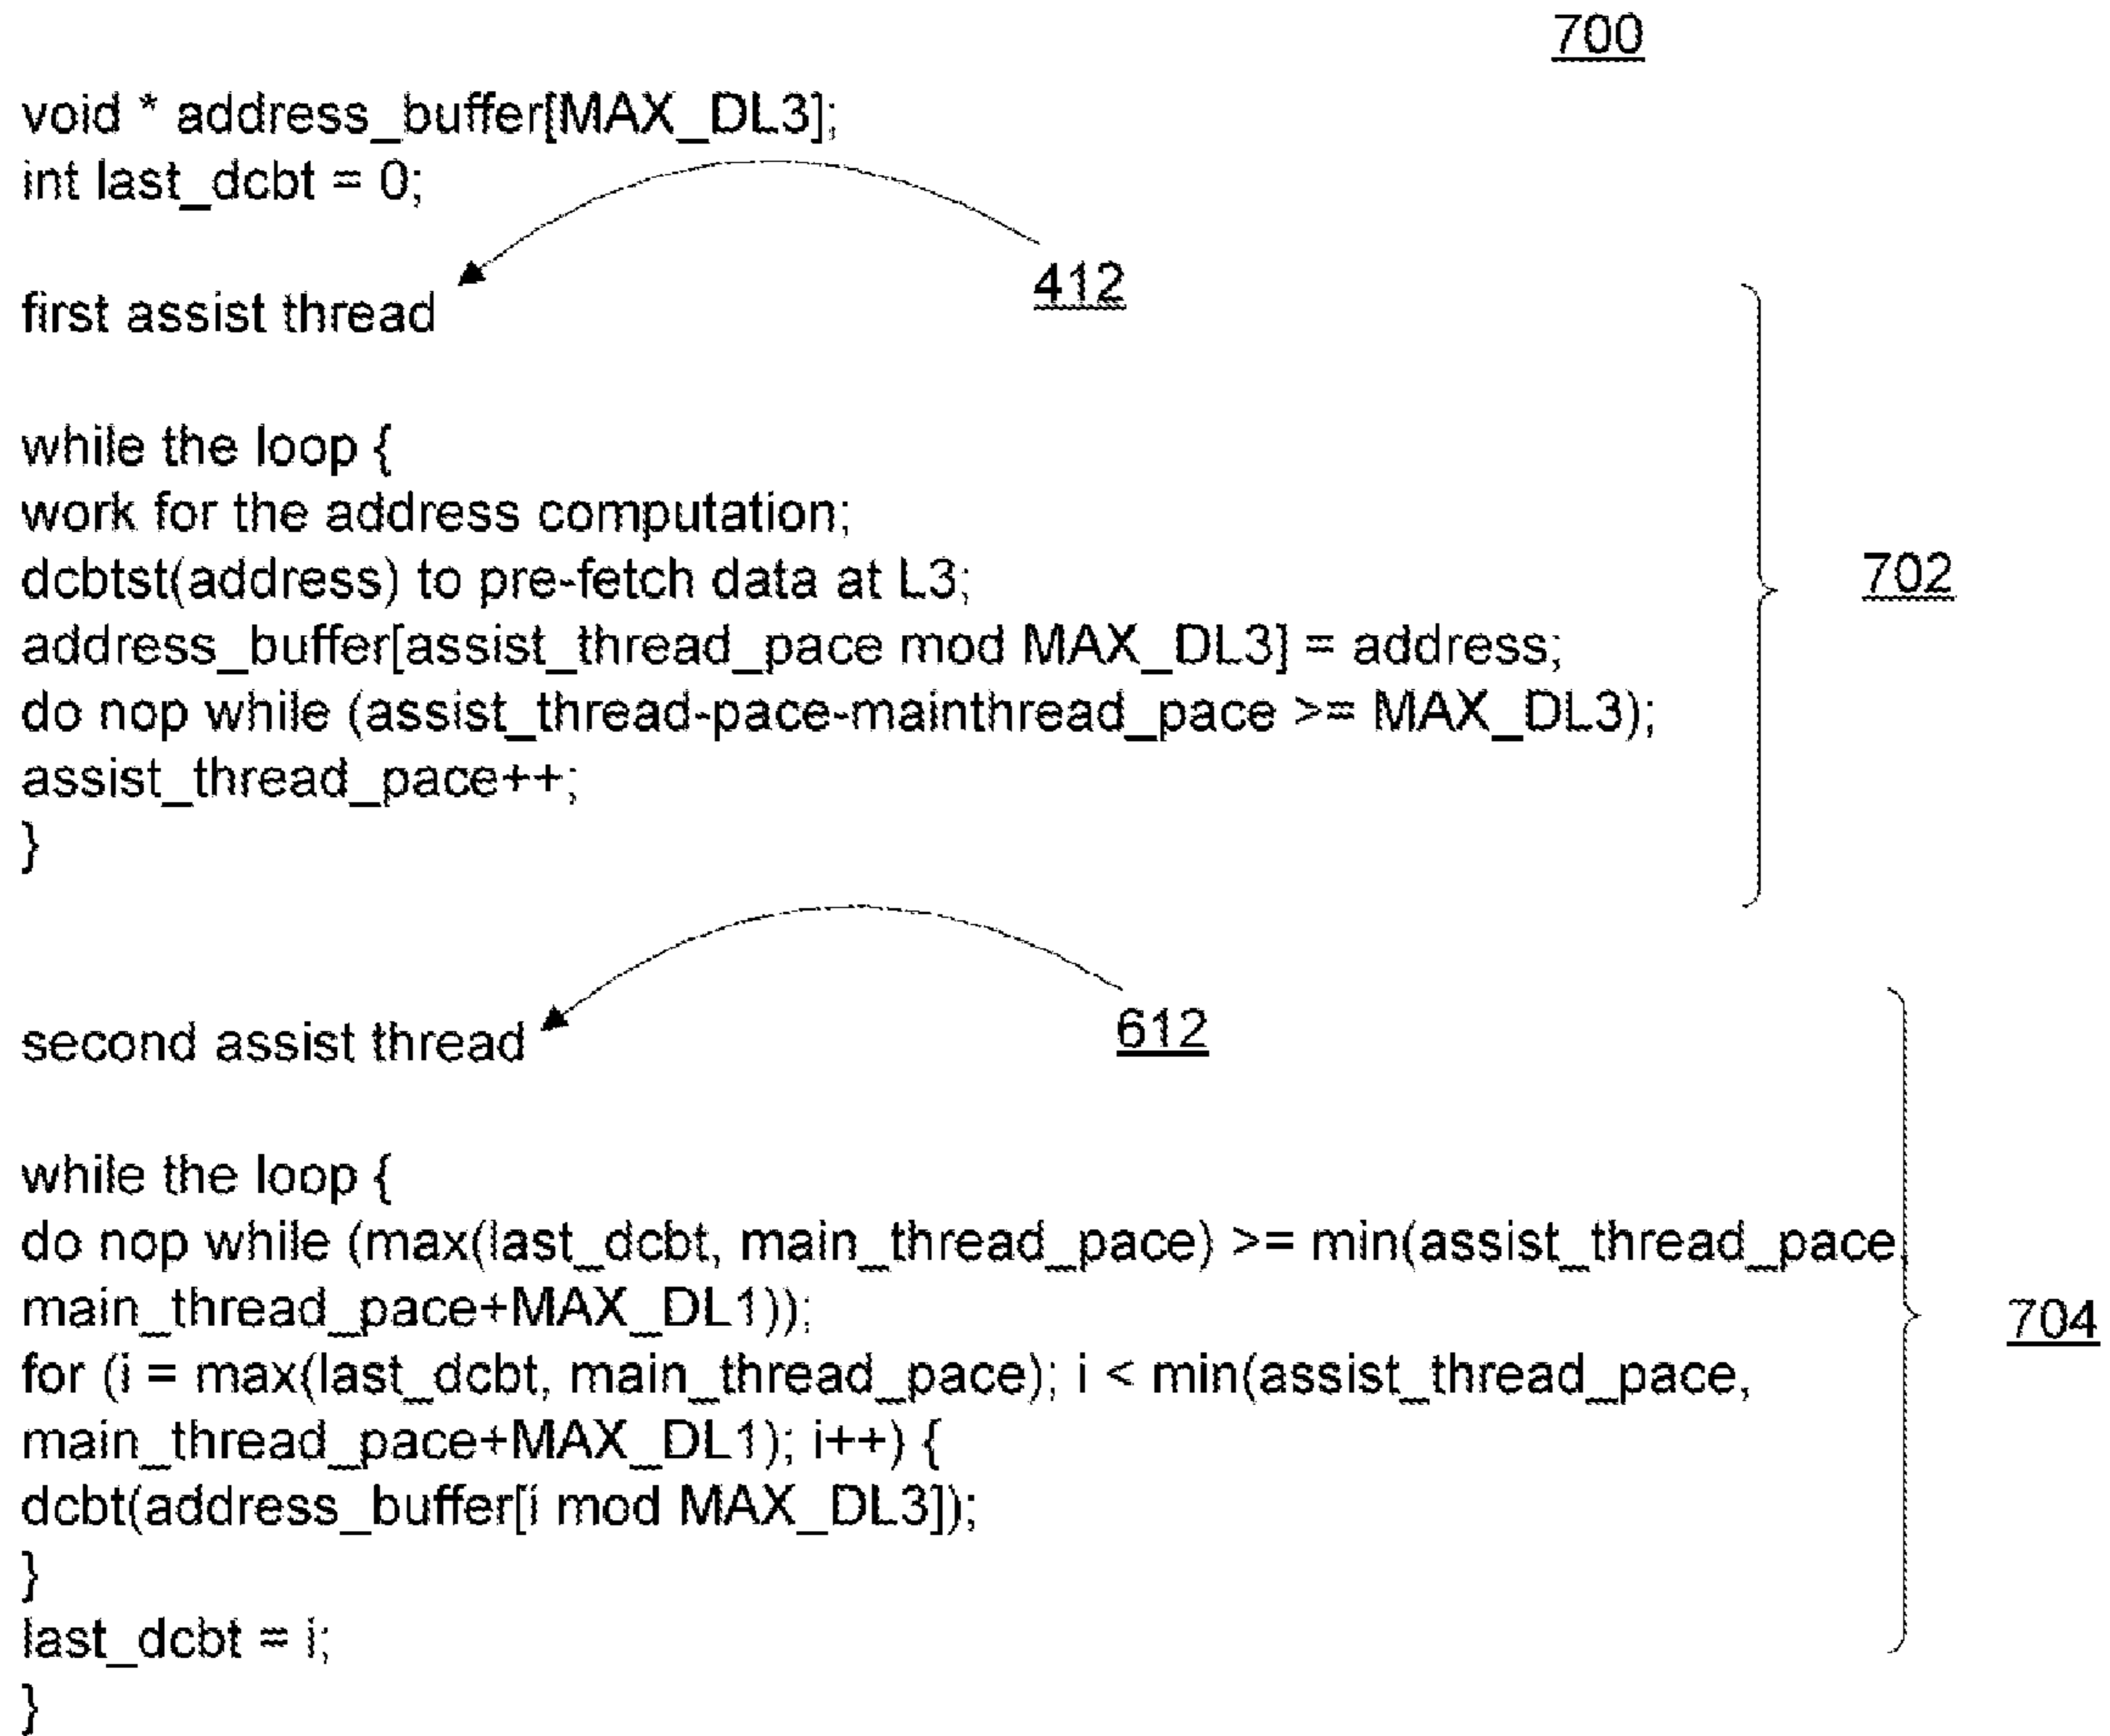 700
void * address_buffer[MAX_DL3];
int last_dcbt = 0;
412
first assist thread
while the loop {
work for the address computation;
dcbtst(address) to pre-fetch data at L3;
702
address_buffer[assist_thread_pace mod MAX_DL3] = address;
do nop while (assist_thread-pace-mainthread_pace >= MAX_DL3);
assist_thread_pace++;
}
second assist thread
612
while the loop {
do nop while (max(last_dcbt, main_thread_pace) >= min(assist_thread_pace,
main_thread_pace+MAX_DL1));
704
for (i = max(last_dcbt, main_thread_pace); i < min(assist_thread_pace,
main_thread_pace+MAX_DL1); i++) {
dcbt(address_buffer[i mod MAX_DL3]);
}
last_dcbt = i;
}